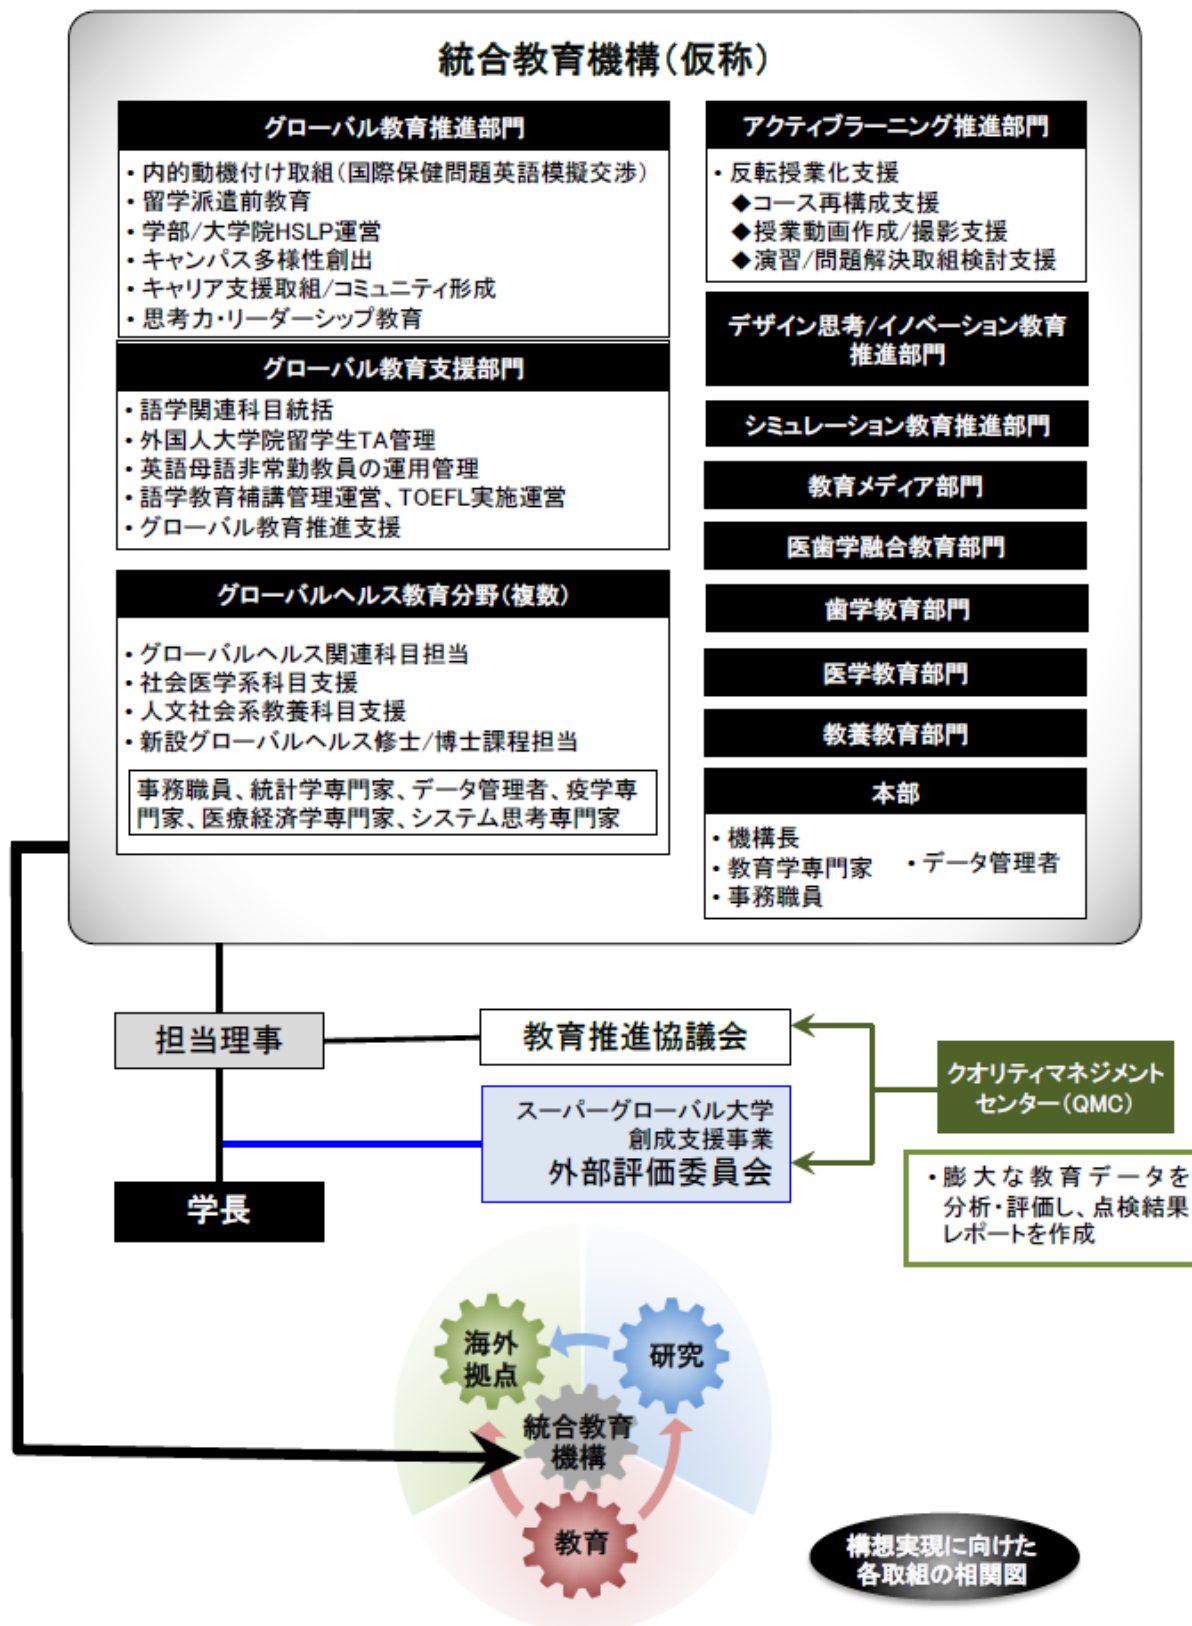 統合教育機構(仮称)
グローバル教育推進部門
・内的動機付け取組(国際保健問題英語模擬交渉)
・留学派遣前教育
・学部/大学院HSLP運営
・キャンパス多様性創出
・キャリア支援取組/コミュニティ形成
・思考力・リーダーシップ教育
グローバル教育支援部門
・語学関連科目統括
・外国人大学院留学生TA管理
・英語母語非常勤教員の運用管理
・語学教育補講管理運営、TOEFL実施運営
・グローバル教育推進支援
グローバルヘルス教育分野(複数)
・グローバルヘルス関連科目担当
・社会医学系科目支援
・人文社会系教養科目支援
・新設グローバルヘルス修士/博士課程担当
事務職員、統計学専門家、データ管理者、疫学専
門家、医療経済学専門家、システム思考専門家
アクティブラーニング推進部門
・反転授業化支援
◆コース再構成支援
◆授業動画作成/撮影支援
◆演習/問題解決取組検討支援
デザイン思考/イノベーション教育
推進部門
シミュレーション教育推進部門
教育メディア部門
医歯学融合教育部門
歯学教育部門
医学教育部門
教養教育部門
本部
・機構長
・教育学専門家
・データ管理者
・事務職員
担当理事
教育推進協議会
スーパーグローバル大学
創成支援事業
外部評価委員会
クオリティマネジメント
センター(QMC)
・膨大な教育データを
分析・評価し、点検結果
レポートを作成
学長
海外
拠点
研究
統合教育
機構
教育
構想実現に向けた
各取組の相関図